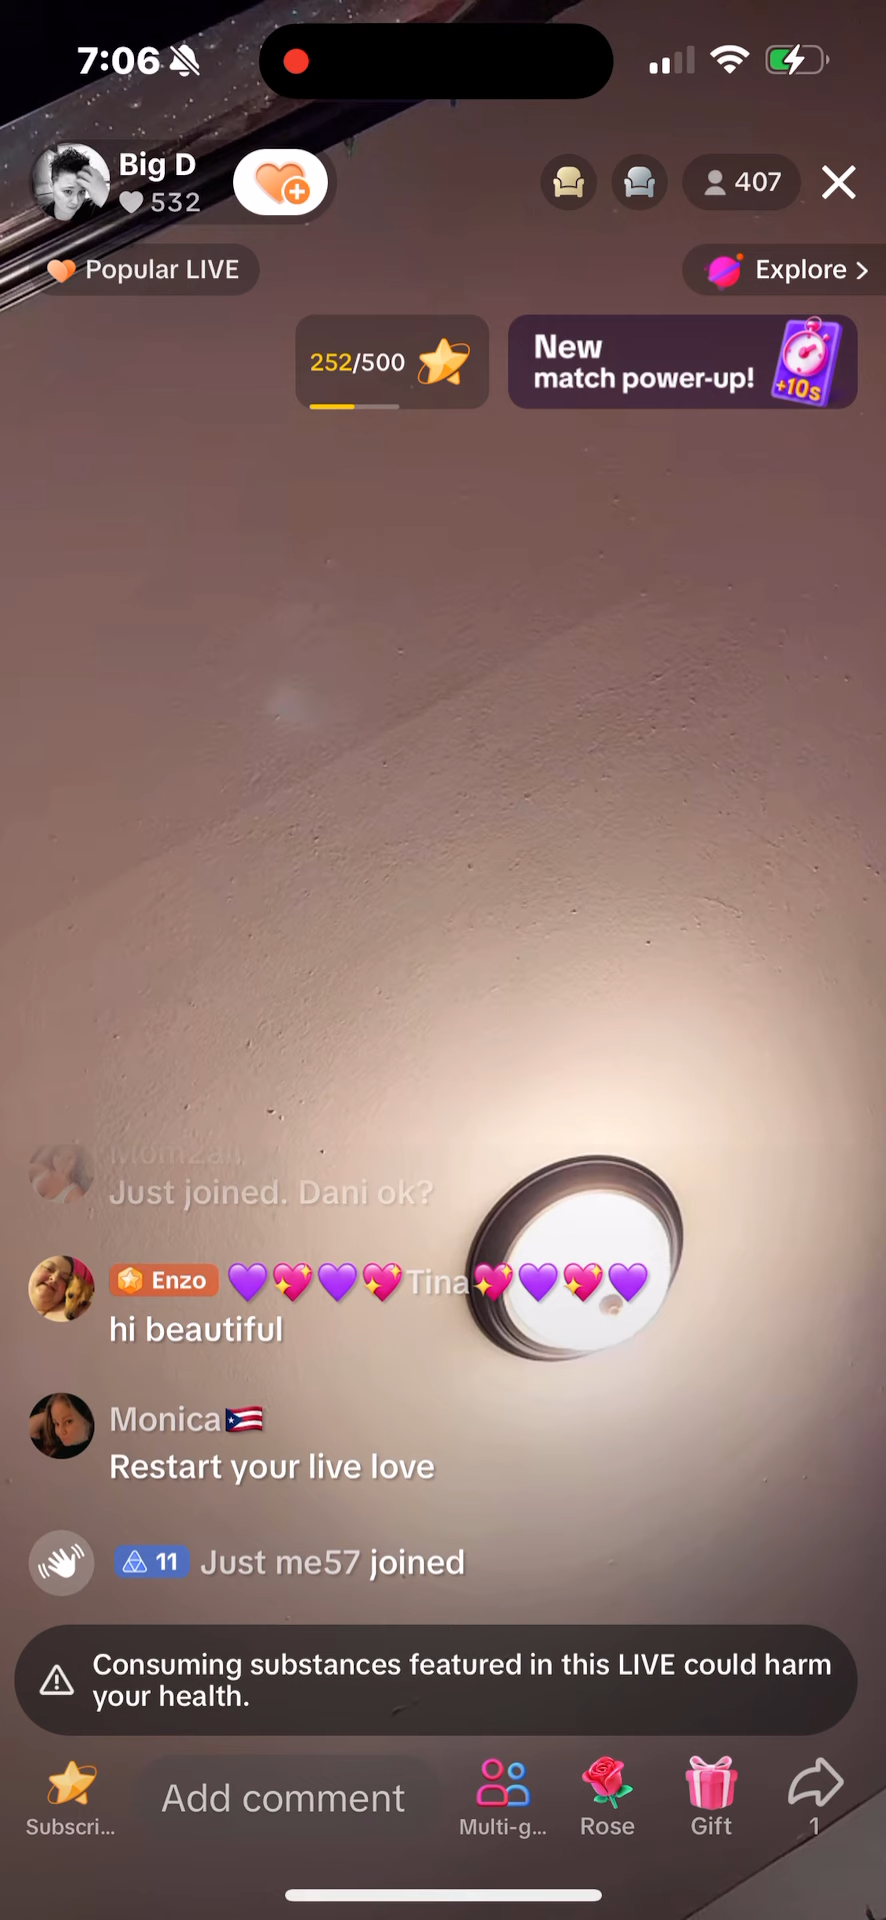 7:06
Big D
532
407
Popular LIVE
Explore >
252/500
New
match power-up!
+10s
Just joined. Dani ok?
Enzo 💜💖💜💖Tina💖💜💖💜
hi beautiful
Monica🇵🇷
Restart your live love
11 Just me57 joined
Consuming substances featured in this LIVE could harm
your health.
Subscri...
Add comment
Multi-g...
Rose
Gift
1